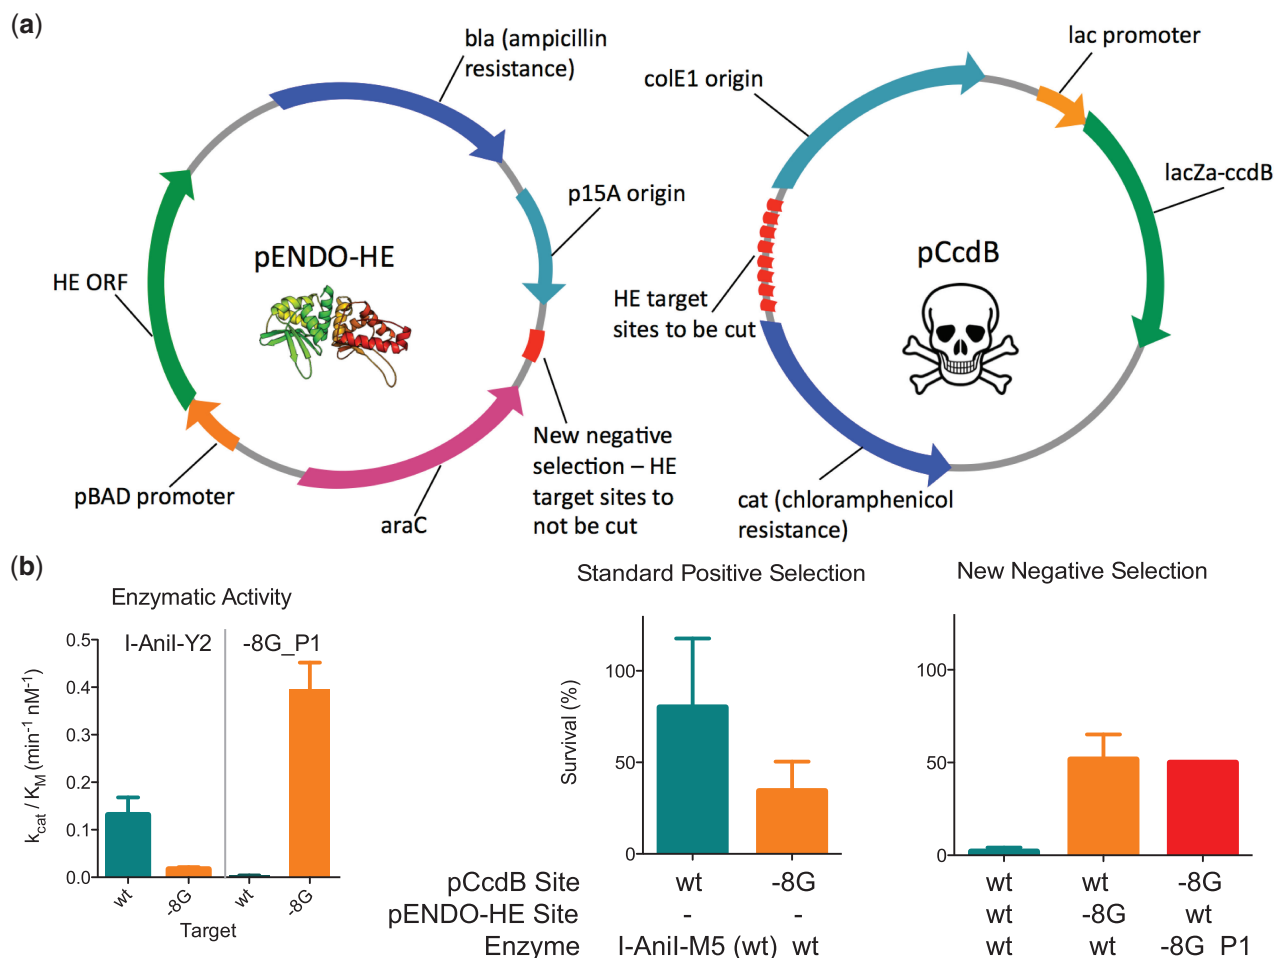 (a)
bla (ampicillin
resistance)
p15A origin
pENDO-HE
HE ORF
pBAD promoter
araC
New negative
selection – HE
target sites to
not be cut
lac promoter
colE1 origin
lacZa-ccdB
pCcdB
HE target
sites to be cut
cat (chloramphenicol
resistance)
(b)
Enzymatic Activity
I-AniI-Y2
-8G_P1
0.5
0.4
0.3
0.2
0.1
0.0
kcat / KM (min-1 nM-1)
wt
-8G
wt
-8G
Target
Standard Positive Selection
100
50
0
Survival (%)
New Negative Selection
100
50
0
pCcdB Site wt -8G wt wt -8G
pENDO-HE Site - - wt -8G wt
Enzyme I-AniI-M5 (wt) wt wt wt -8G P1